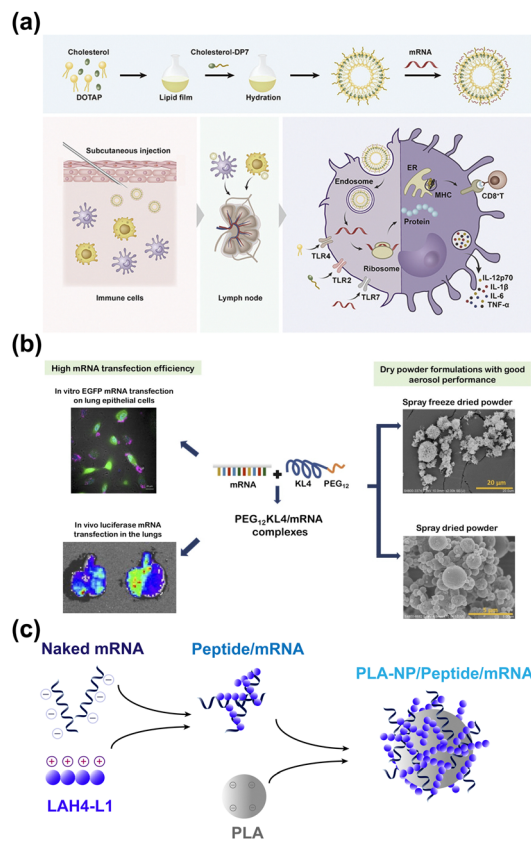 (a)
Cholesterol
DOTAP
Lipid film
Cholesterol-DP7
Hydration
mRNA
Subcutaneous injection
Immune cells
Lymph node
Endosome
ER
MHC
CD8⁺T
Protein
Ribosome
TLR4
TLR2
TLR7
IL-12p70
IL-1β
IL-6
TNF-α
(b)
High mRNA transfection efficiency
In vitro EGFP mRNA transfection
on lung epithelial cells
In vivo luciferase mRNA
transfection in the lungs
mRNA
+
KL4
PEG₁₂
PEG₁₂KL4/mRNA
complexes
Dry powder formulations with good
aerosol performance
Spray freeze dried powder
20 μm
Spray dried powder
(c)
Naked mRNA
Peptide/mRNA
PLA-NP/Peptide/mRNA
LAH4-L1
PLA